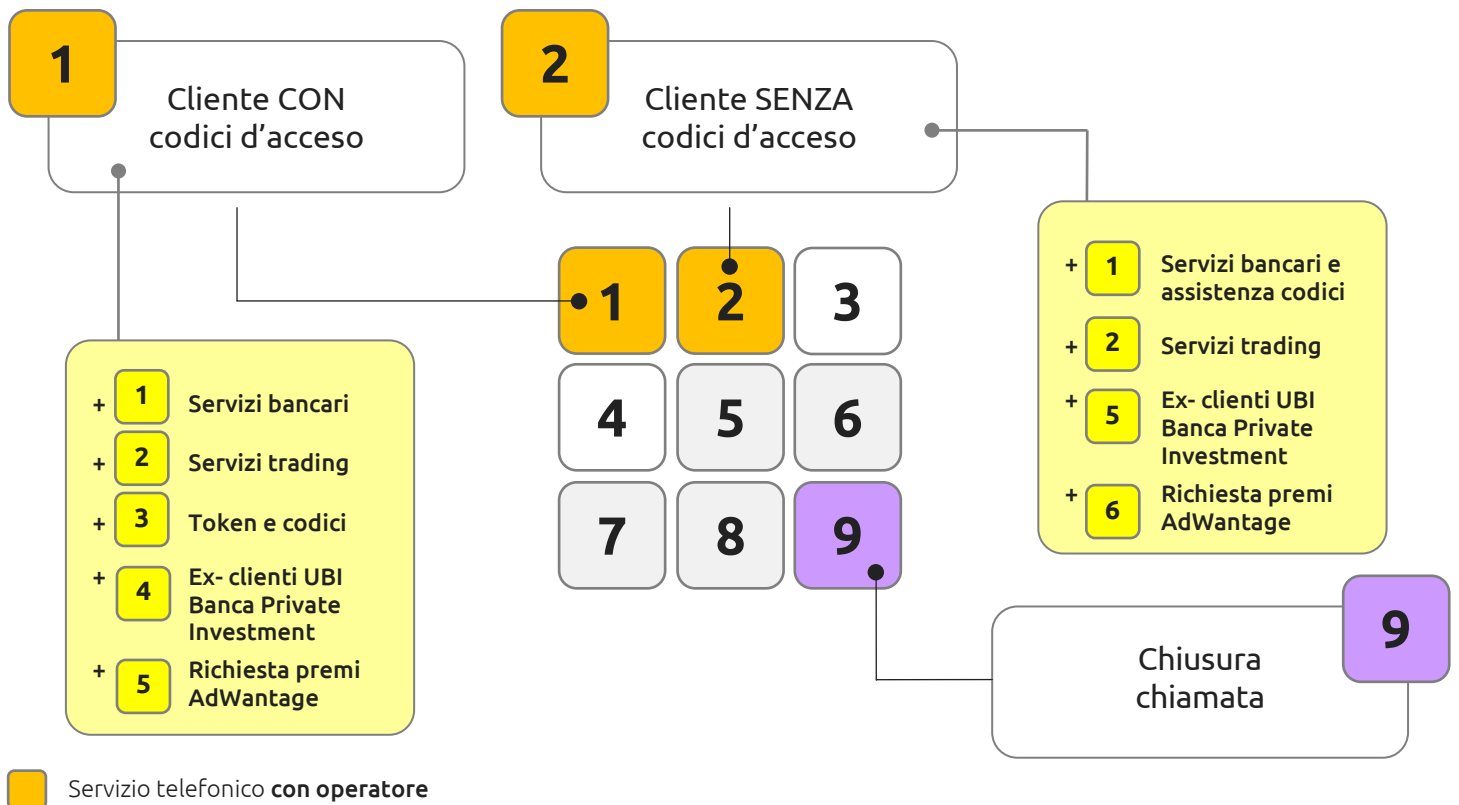 1
Cliente CON
codici d’acceso
2
Cliente SENZA
codici d’acceso
1 2 3
4 5 6
7 8 9
+ 1 Servizi bancari
+ 2 Servizi trading
+ 3 Token e codici
+ 4 Ex- clienti UBI
Banca Private
Investment
+ 5 Richiesta premi
AdWantage
+ 1 Servizi bancari e
assistenza codici
+ 2 Servizi trading
+ 5 Ex- clienti UBI
Banca Private
Investment
+ 6 Richiesta premi
AdWantage
9
Chiusura
chiamata
Servizio telefonico con operatore